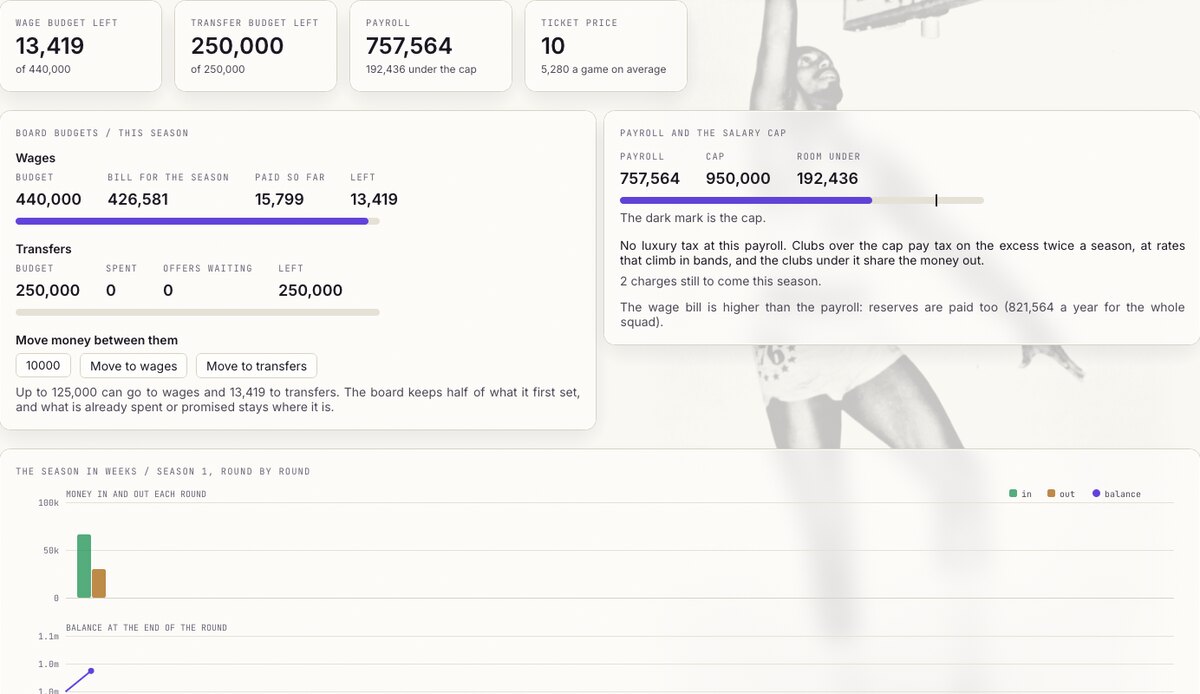 WAGE BUDGET LEFT
13,419
of 440,000
TRANSFER BUDGET LEFT
250,000
of 250,000
PAYROLL
757,564
192,436 under the cap
TICKET PRICE
10
5,280 a game on average
BOARD BUDGETS / THIS SEASON
Wages
BUDGET BILL FOR THE SEASON PAID SO FAR LEFT
440,000 426,581 15,799 13,419
Transfers
BUDGET SPENT OFFERS WAITING LEFT
250,000 0 0 250,000
Move money between them
10000 Move to wages Move to transfers
Up to 125,000 can go to wages and 13,419 to transfers. The board keeps half of what it first set,
and what is already spent or promised stays where it is.
PAYROLL AND THE SALARY CAP
PAYROLL CAP ROOM UNDER
757,564 950,000 192,436
The dark mark is the cap.
No luxury tax at this payroll. Clubs over the cap pay tax on the excess twice a season, at rates
that climb in bands, and the clubs under it share the money out.
2 charges still to come this season.
The wage bill is higher than the payroll: reserves are paid too (821,564 a year for the whole
squad).
76
THE SEASON IN WEEKS / SEASON 1, ROUND BY ROUND
MONEY IN AND OUT EACH ROUND
in out balance
100k
50k
0
BALANCE AT THE END OF THE ROUND
1.1m
1.0m
1.0m